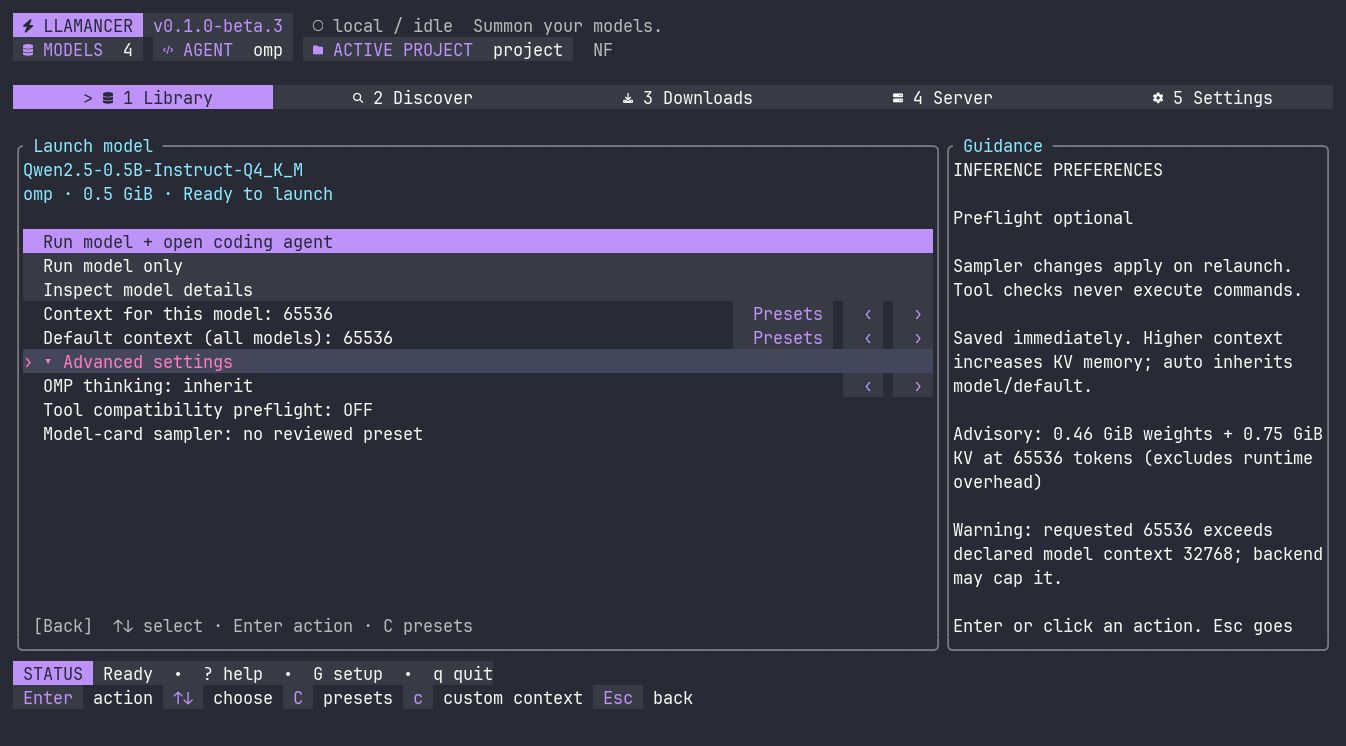 LLAMANCER v0.1.0-beta.3 local / idle Summon your models.
MODELS 4 AGENT omp ACTIVE PROJECT project NF
> 1 Library 2 Discover 3 Downloads 4 Server 5 Settings
Launch model
Qwen2.5-0.5B-Instruct-Q4_K_M
omp · 0.5 GiB · Ready to launch
Run model + open coding agent
Run model only
Inspect model details
Context for this model: 65536 Presets ‹ ›
Default context (all models): 65536 Presets ‹ ›
› ▾ Advanced settings
OMP thinking: inherit ‹ ›
Tool compatibility preflight: OFF
Model-card sampler: no reviewed preset
[Back] ↑↓ select · Enter action · C presets
Guidance
INFERENCE PREFERENCES
Preflight optional
Sampler changes apply on relaunch.
Tool checks never execute commands.
Saved immediately. Higher context
increases KV memory; auto inherits
model/default.
Advisory: 0.46 GiB weights + 0.75 GiB
KV at 65536 tokens (excludes runtime
overhead)
Warning: requested 65536 exceeds
declared model context 32768; backend
may cap it.
Enter or click an action. Esc goes
STATUS Ready • ? help • G setup • q quit
Enter action ↑↓ choose C presets c custom context Esc back